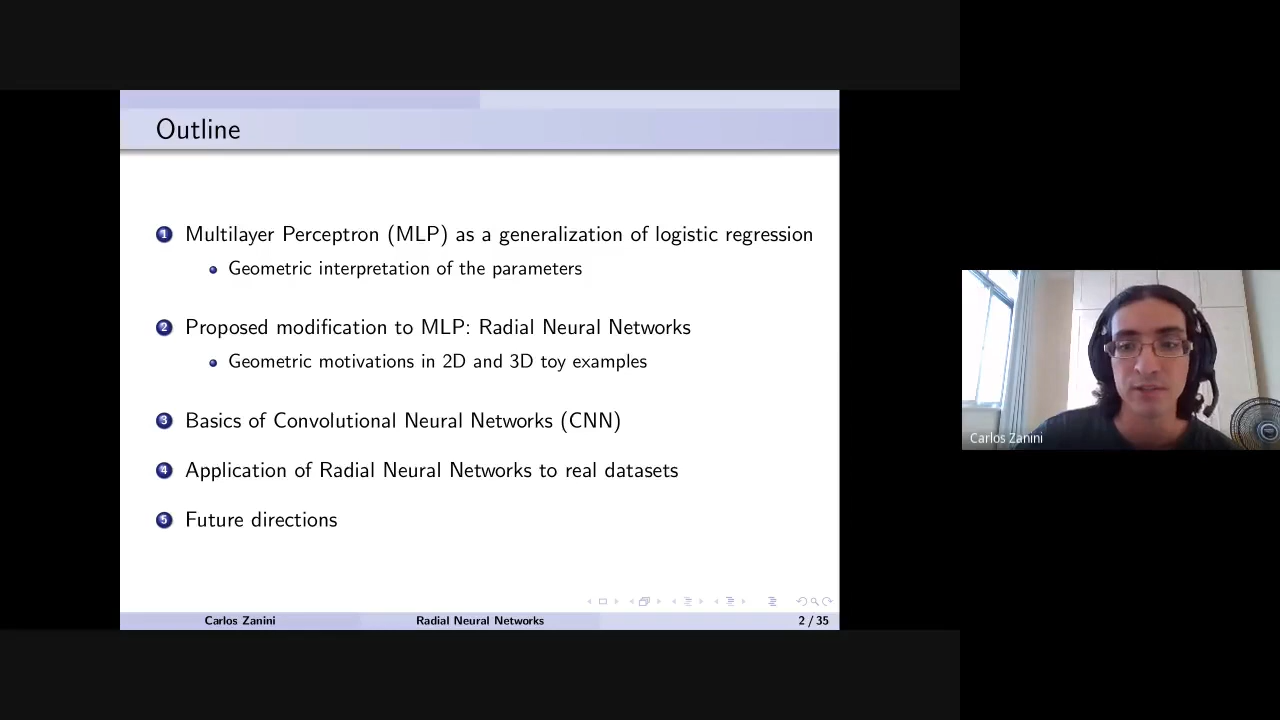 Outline
1 Multilayer Perceptron (MLP) as a generalization of logistic regression
Geometric interpretation of the parameters
2 Proposed modification to MLP: Radial Neural Networks
Geometric motivations in 2D and 3D toy examples
3 Basics of Convolutional Neural Networks (CNN)
4 Application of Radial Neural Networks to real datasets
5 Future directions
Carlos Zanini Radial Neural Networks 2 / 35
Carlos Zanini